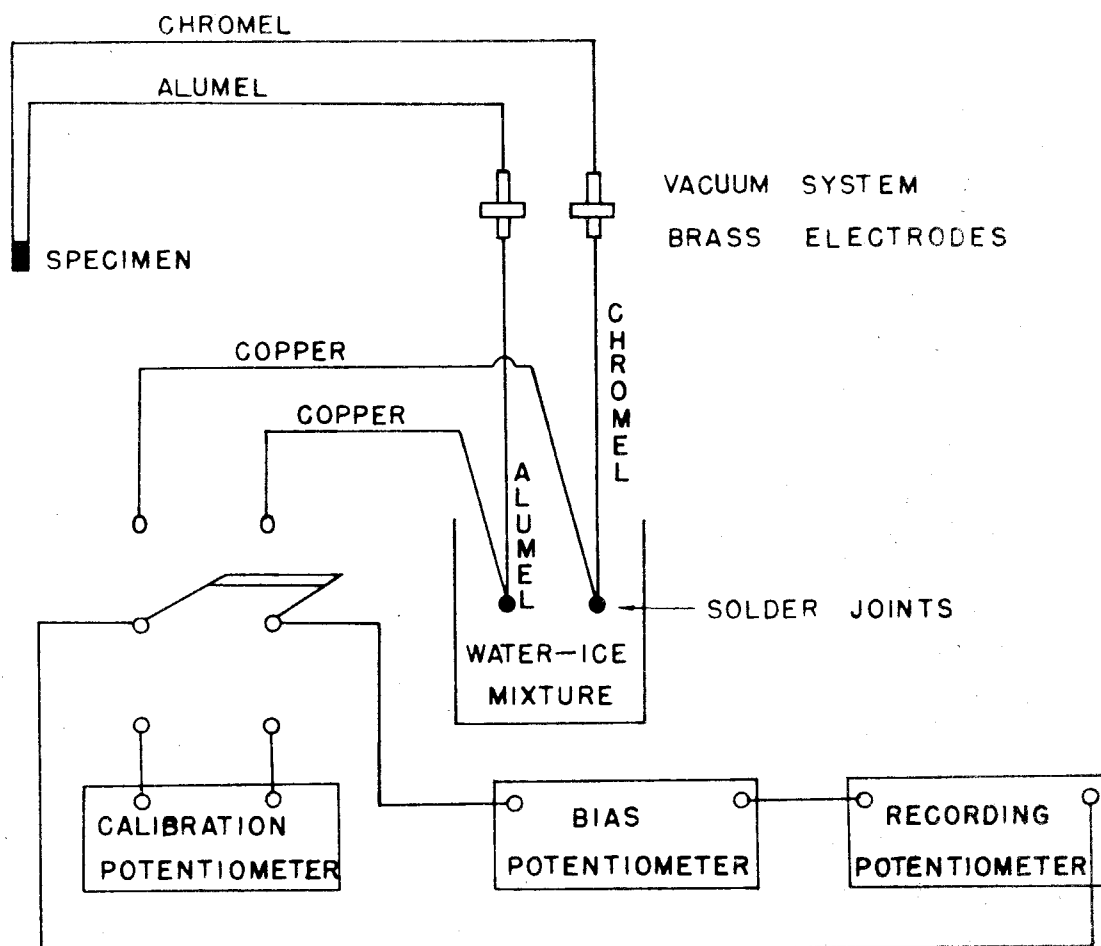 CHROMEL
ALUMEL
VACUUM SYSTEM
BRASS ELECTRODES
SPECIMEN
CHROMEL
COPPER
COPPER
ALUMEL
SOLDER JOINTS
WATER-ICE
MIXTURE
CALIBRATION
POTENTIOMETER
BIAS
POTENTIOMETER
RECORDING
POTENTIOMETER